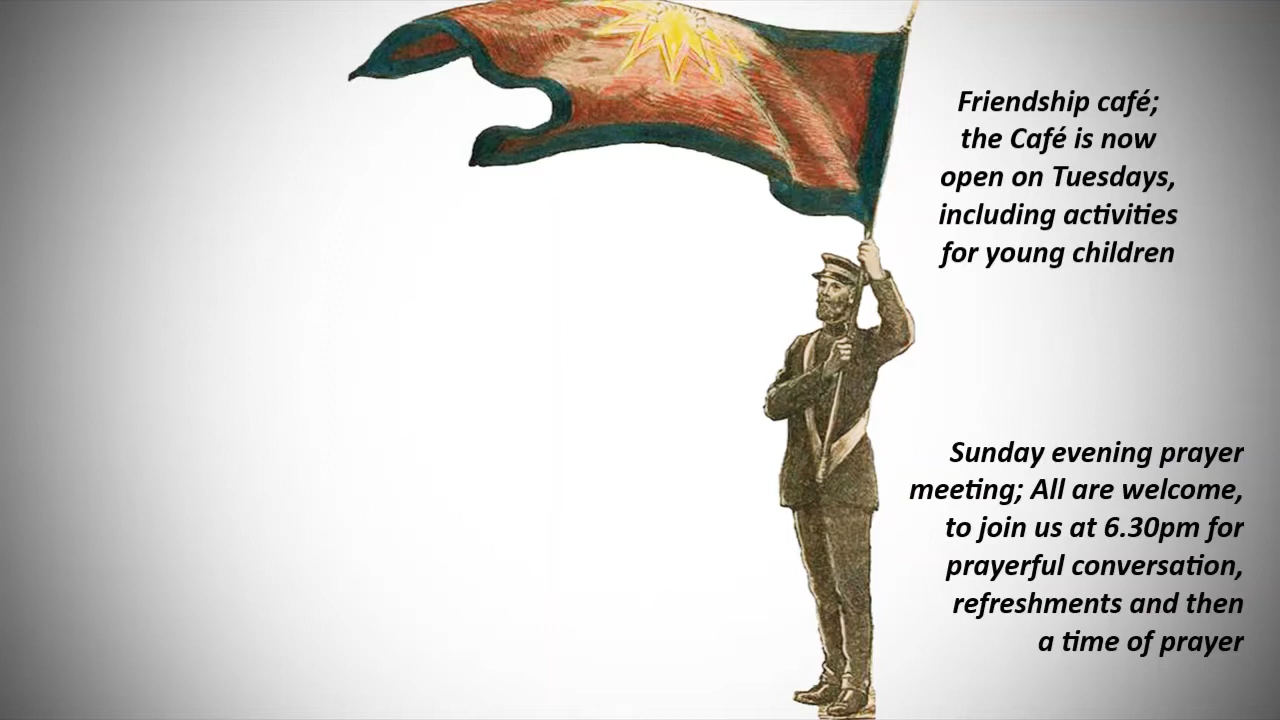 Friendship café;
the Café is now
open on Tuesdays,
including activities
for young children
Sunday evening prayer
meeting; All are welcome,
to join us at 6.30pm for
prayerful conversation,
refreshments and then
a time of prayer